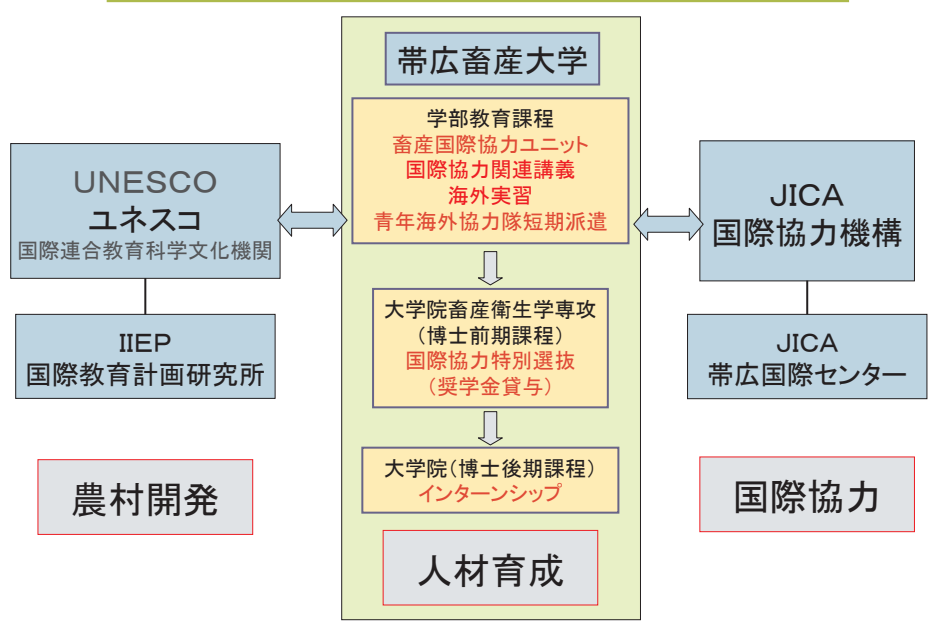 帯広畜産大学
学部教育課程
畜産国際協力ユニット
国際協力関連講義
海外実習
青年海外協力隊短期派遣
UNESCO
ユネスコ
国際連合教育科学文化機関
JICA
国際協力機構
IIEP
国際教育計画研究所
大学院畜産衛生学専攻
(博士前期課程)
国際協力特別選抜
(奨学金貸与)
JICA
帯広国際センター
大学院(博士後期課程)
インターンシップ
農村開発
国際協力
人材育成